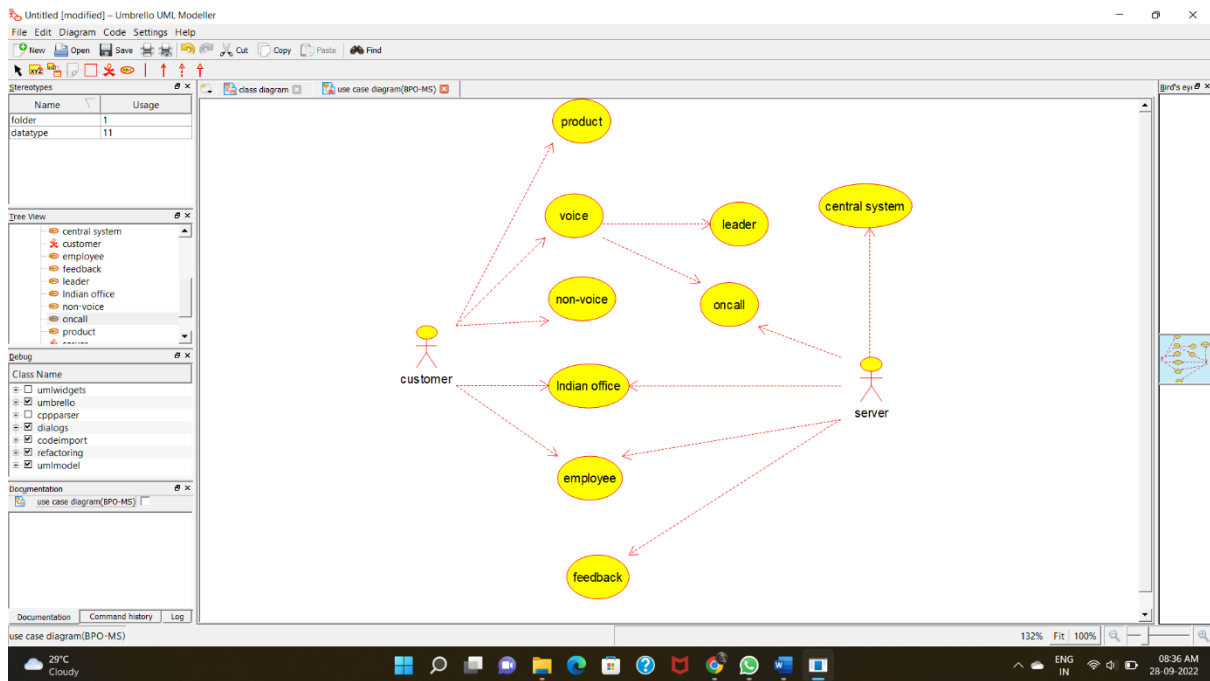 Untitled [modified] – Umbrello UML Modeller
File Edit Diagram Code Settings Help
New Open Save Cut Copy Paste Find
Stereotypes
class diagram use case diagram(BPO-MS)
Bird's eye
Name Usage
folder 1
datatype 11
Tree View
central system
customer
employee
feedback
leader
Indian office
non-voice
oncall
product
Debug
Class Name
umlwidgets
umbrello
cppparser
dialogs
codeimport
refactoring
umlmodel
Documentation
use case diagram(BPO-MS)
Documentation Command history Log
product
voice
leader
central system
non-voice
oncall
customer
Indian office
server
employee
feedback
use case diagram(BPO-MS)
132% Fit 100%
29°C
Cloudy
ENG
IN
08:36 AM
28-09-2022